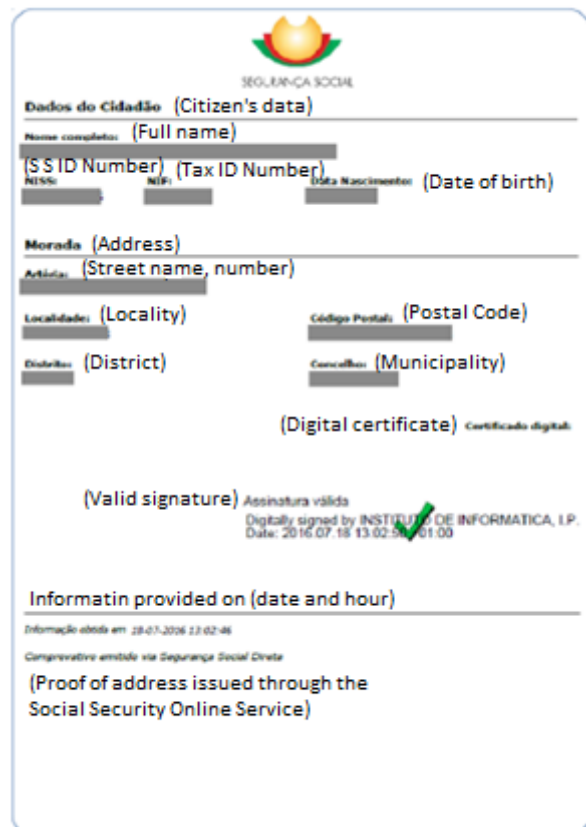 SEGURANÇA SOCIAL
Dados do Cidadão (Citizen's data)
Nome completo: (Full name)
(S S ID Number) (Tax ID Number)
NISS: NIF: Data Nascimento: (Date of birth)
Morada (Address)
Artéria: (Street name, number)
Localidade: (Locality) Código Postal: (Postal Code)
Distrito: (District) Concelho: (Municipality)
(Digital certificate) Certificado digital:
(Valid signature) Assinatura válida
Digitally signed by INSTITUTO DE INFORMATICA, I.P.
Date: 2016.07.18 13:02:50 01:00
Informatin provided on (date and hour)
Informação obtida em 18-07-2016 13:02:46
Comprovativo emitido via Segurança Social Direta
(Proof of address issued through the
Social Security Online Service)